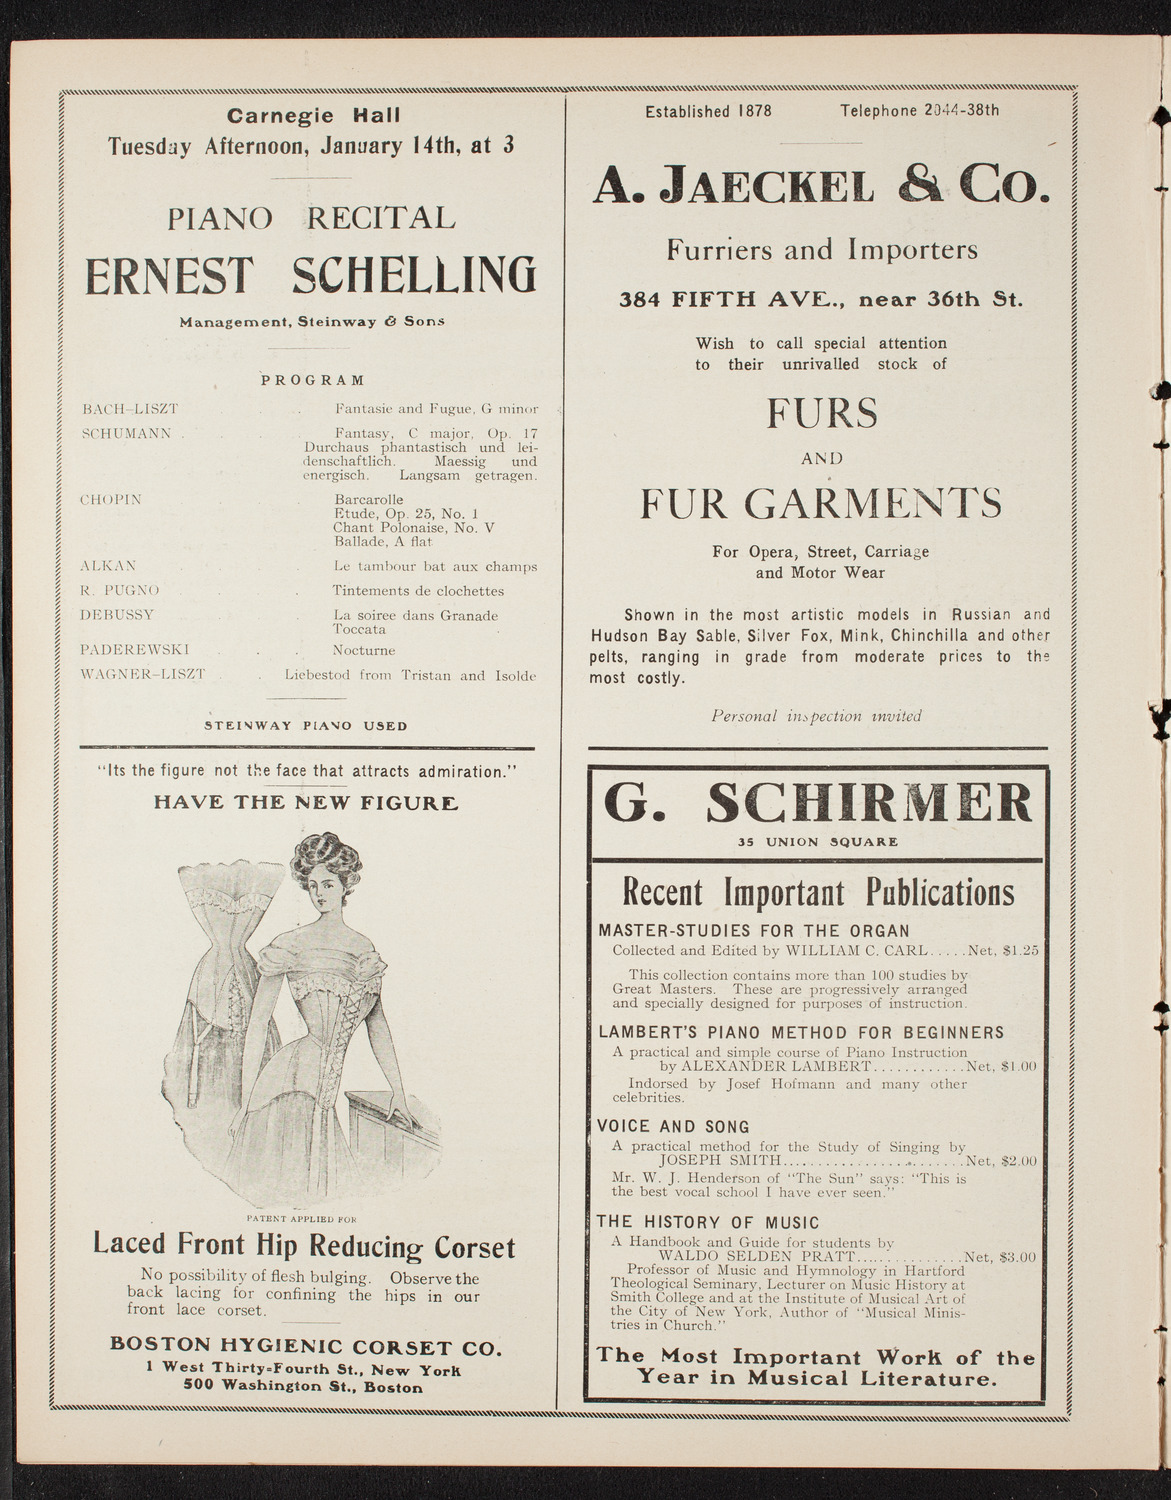 Carnegie Hall
Tuesday Afternoon, January 14th, at 3
PIANO RECITAL
ERNEST SCHELLING
Management, Steinway & Sons
PROGRAM
BACH-LISZT . . Fantasie and Fugue, G minor
SCHUMANN . . . . Fantasy, C major, Op. 17
Durchaus phantastisch und lei-
denschaftlich. Maessig und
energisch. Langsam getragen.
CHOPIN . . . Barcarolle
Etude, Op. 25, No. 1
Chant Polonaise, No. V
Ballade, A flat
ALKAN . . . Le tambour bat aux champs
R. PUGNO . . . . Tintements de clochettes
DEBUSSY . . . La soiree dans Granade
Toccata
PADEREWSKI . . . Nocturne
WAGNER-LISZT . . Liebestod from Tristan and Isolde
STEINWAY PIANO USED
"Its the figure not the face that attracts admiration."
HAVE THE NEW FIGURE
PATENT APPLIED FOR
Laced Front Hip Reducing Corset
No possibility of flesh bulging. Observe the
back lacing for confining the hips in our
front lace corset.
BOSTON HYGIENIC CORSET CO.
1 West Thirty=Fourth St., New York
500 Washington St., Boston
Established 1878 Telephone 2044-38th
A. JAECKEL & CO.
Furriers and Importers
384 FIFTH AVE., near 36th St.
Wish to call special attention
to their unrivalled stock of
FURS
AND
FUR GARMENTS
For Opera, Street, Carriage
and Motor Wear
Shown in the most artistic models in Russian and
Hudson Bay Sable, Silver Fox, Mink, Chinchilla and other
pelts, ranging in grade from moderate prices to the
most costly.
Personal inspection invited
G. SCHIRMER
35 UNION SQUARE
Recent Important Publications
MASTER-STUDIES FOR THE ORGAN
Collected and Edited by WILLIAM C. CARL.....Net, $1.25
This collection contains more than 100 studies by
Great Masters. These are progressively arranged
and specially designed for purposes of instruction.
LAMBERT'S PIANO METHOD FOR BEGINNERS
A practical and simple course of Piano Instruction
by ALEXANDER LAMBERT............Net, $1.00
Indorsed by Josef Hofmann and many other
celebrities.
VOICE AND SONG
A practical method for the Study of Singing by
JOSEPH SMITH........................Net, $2.00
Mr. W. J. Henderson of "The Sun" says: "This is
the best vocal school I have ever seen."
THE HISTORY OF MUSIC
A Handbook and Guide for students by
WALDO SELDEN PRATT..............Net, $3.00
Professor of Music and Hymnology in Hartford
Theological Seminary, Lecturer on Music History at
Smith College and at the Institute of Musical Art of
the City of New York, Author of "Musical Minis-
tries in Church."
The Most Important Work of the
Year in Musical Literature.